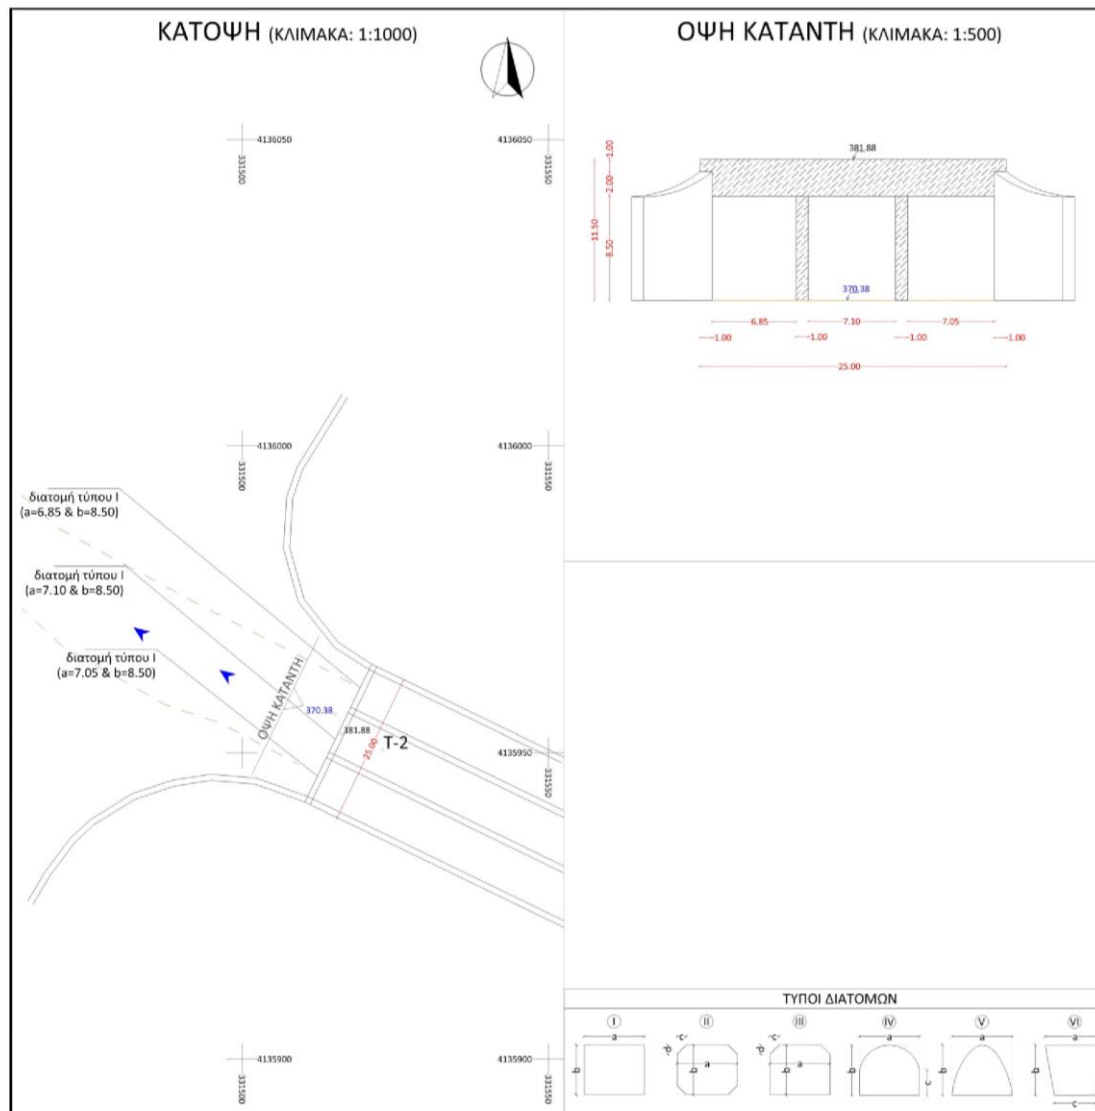 ΚΑΤΟΨΗ (ΚΛΙΜΑΚΑ: 1:1000)
4136050
4136050
331500
331550
4136000
4136000
331500
331550
διατομή τύπου I
(a=6.85 & b=8.50)
διατομή τύπου I
(a=7.10 & b=8.50)
διατομή τύπου I
(a=7.05 & b=8.50)
ΟΨΗ ΚΑΤΑΝΤΗ
370.38
381.88
25.00
T-2
4135950
331550
4135900
4135900
331500
331550
ΟΨΗ ΚΑΤΑΝΤΗ (ΚΛΙΜΑΚΑ: 1:500)
381.88
1.00
2.00
11.50
8.50
370.38
6.85
7.10
7.05
1.00
1.00
1.00
1.00
25.00
ΤΥΠΟΙ ΔΙΑΤΟΜΩΝ
I
II
III
IV
V
VI
a
b
c
d
a
b
c
d
a
b
a
b
c
a
b
a
b
c